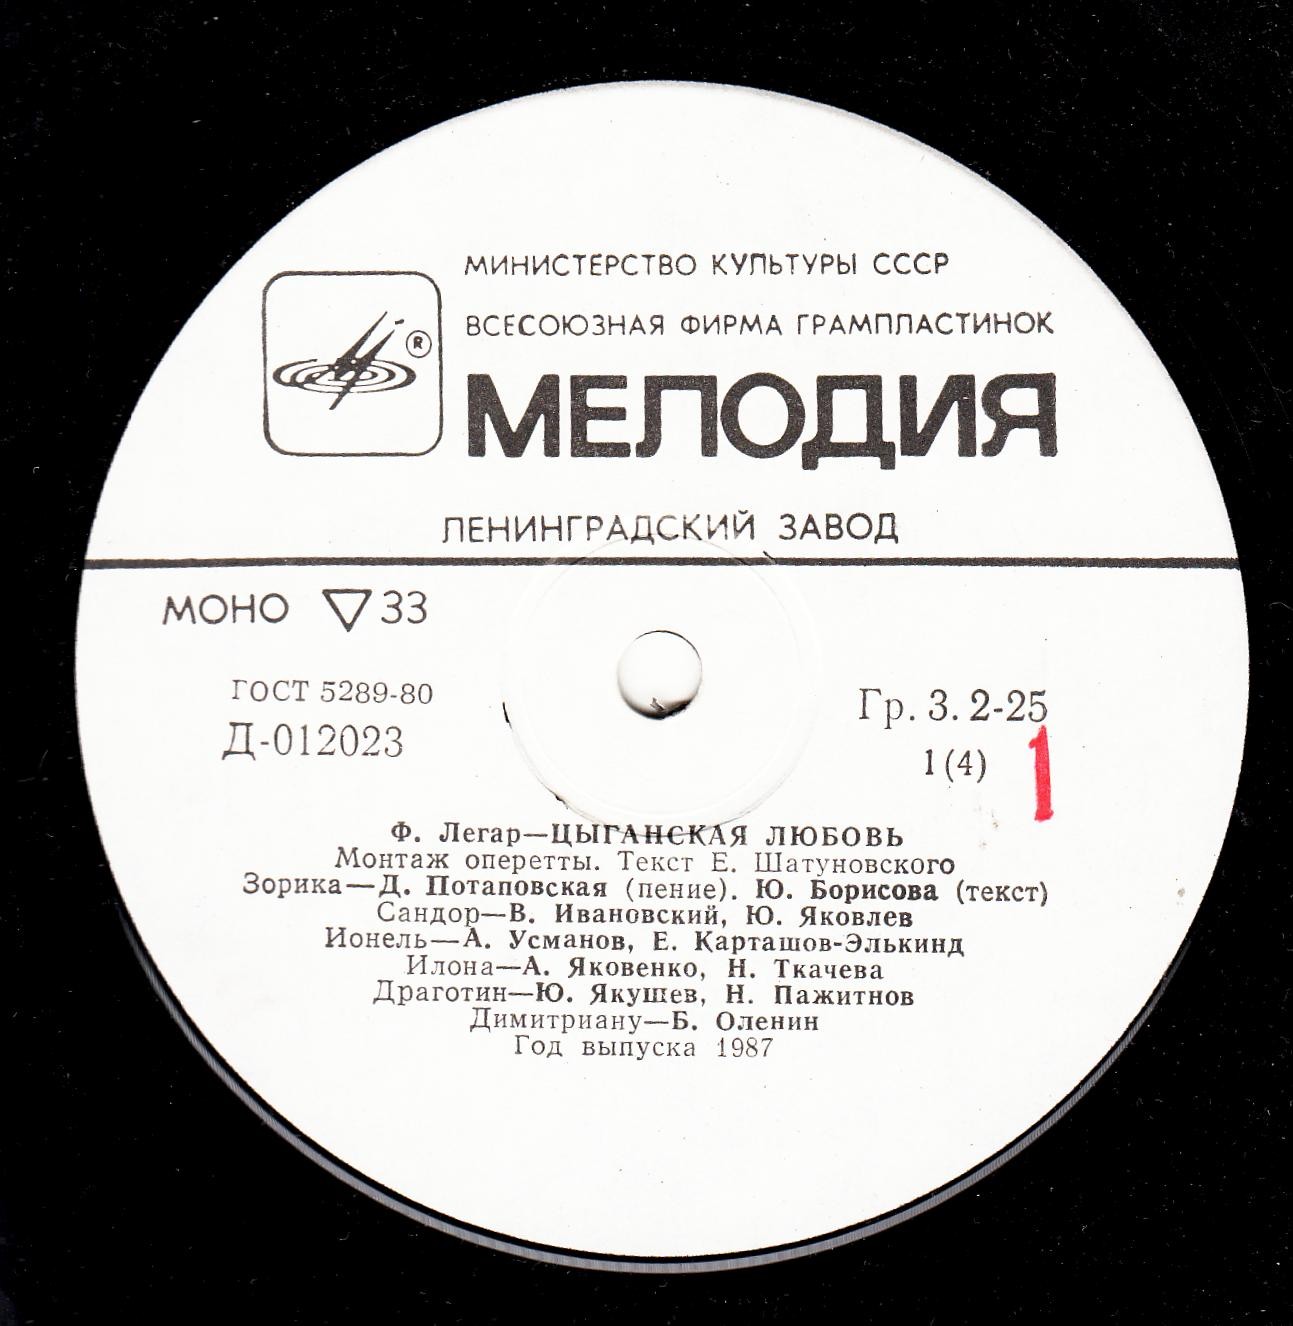 МИНИСТЕРСТВО КУЛЬТУРЫ СССР
ВСЕСОЮЗНАЯ ФИРМА ГРАМПЛАСТИНОК
®
МЕЛОДИЯ
ЛЕНИНГРАДСКИЙ ЗАВОД
МОНО ▽ 33
ГОСТ 5289-80
Д-012023
Гр. 3. 2-25
1 (4)
1
Ф. Легар—ЦЫГАНСКАЯ ЛЮБОВЬ
Монтаж оперетты. Текст Е. Шатуновского
Зорика—Д. Потаповская (пение). Ю. Борисова (текст)
Сандор—В. Ивановский, Ю. Яковлев
Ионель—А. Усманов, Е. Карташов-Элькинд
Илона—А. Яковенко, Н. Ткачева
Драготин—Ю. Якушев, Н. Пажитнов
Димитриану—Б. Оленин
Год выпуска 1987